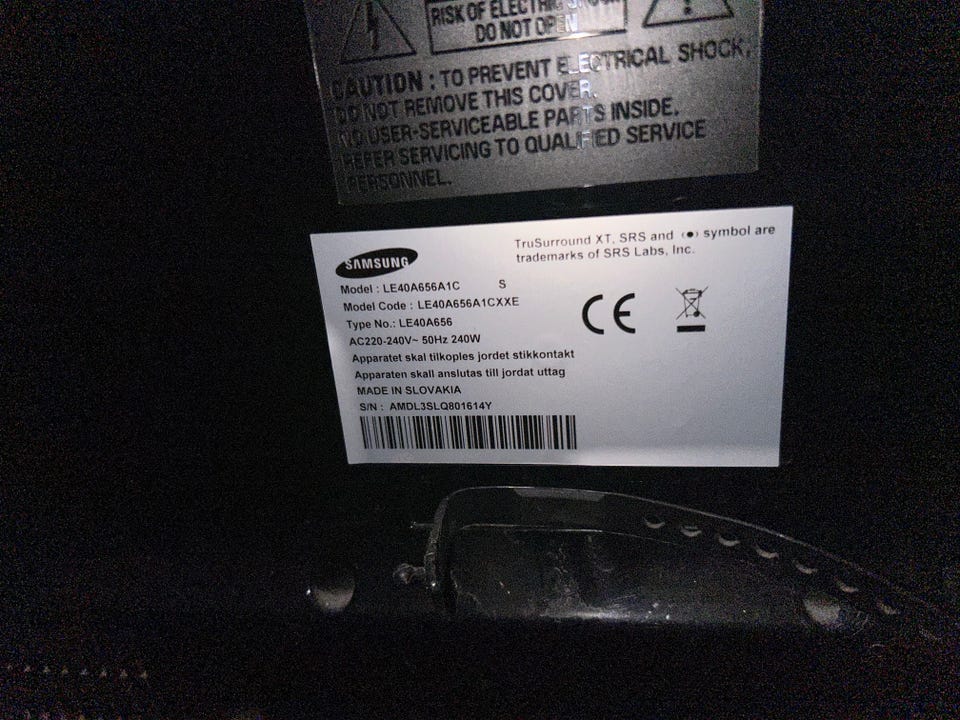 RISK OF ELECTRIC SHOCK
DO NOT OPEN
CAUTION : TO PREVENT ELECTRICAL SHOCK,
DO NOT REMOVE THIS COVER.
NO USER-SERVICEABLE PARTS INSIDE.
REFER SERVICING TO QUALIFIED SERVICE
PERSONNEL.
SAMSUNG
TruSurround XT, SRS and (●) symbol are
trademarks of SRS Labs, Inc.
Model : LE40A656A1C S
Model Code : LE40A656A1CXXE
Type No.: LE40A656
AC220-240V~ 50Hz 240W
Apparatet skal tilkoples jordet stikkontakt
Apparaten skall anslutas till jordat uttag
MADE IN SLOVAKIA
S/N : AMDL3SLQ801614Y
CE